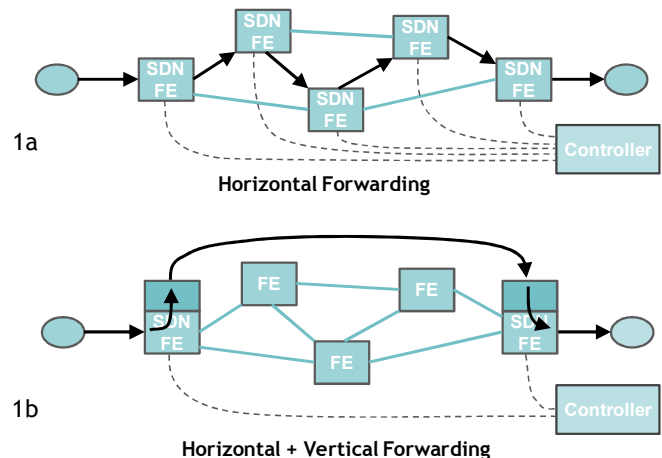 SDN
FE
SDN
FE
SDN
FE
SDN
FE
SDN
FE
1a
Controller
Horizontal Forwarding
FE
FE
SDN
FE
SDN
FE
FE
1b
Controller
Horizontal + Vertical Forwarding